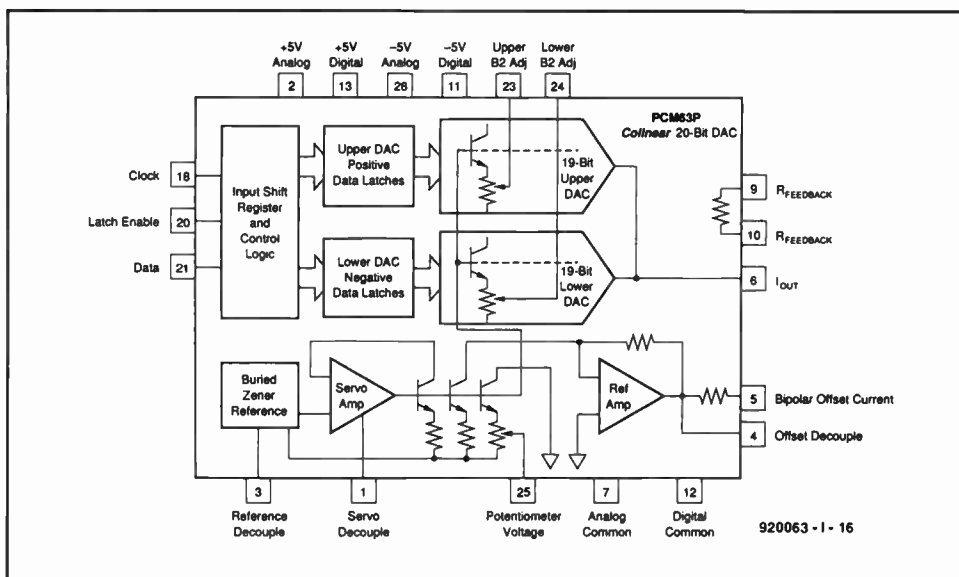 +5V +5V –5V –5V Upper Lower
Analog Digital Analog Digital B2 Adj B2 Adj
2 13 28 11 23 24
PCM63P
Colinear 20-Bit DAC
Upper DAC
Positive
Data Latches
19-Bit
Upper
DAC
Clock 18
Input Shift
Register
and
Control
Logic
Latch Enable 20
Data 21
9 RFEEDBACK
10 RFEEDBACK
Lower DAC
Negative
Data Latches
19-Bit
Lower
DAC
6 IOUT
Buried
Zener
Reference
Servo
Amp
Ref
Amp
5 Bipolar Offset Current
4 Offset Decouple
3 1 25 7 12
Reference Servo Potentiometer Analog Digital
Decouple Decouple Voltage Common Common
920063 - I - 16